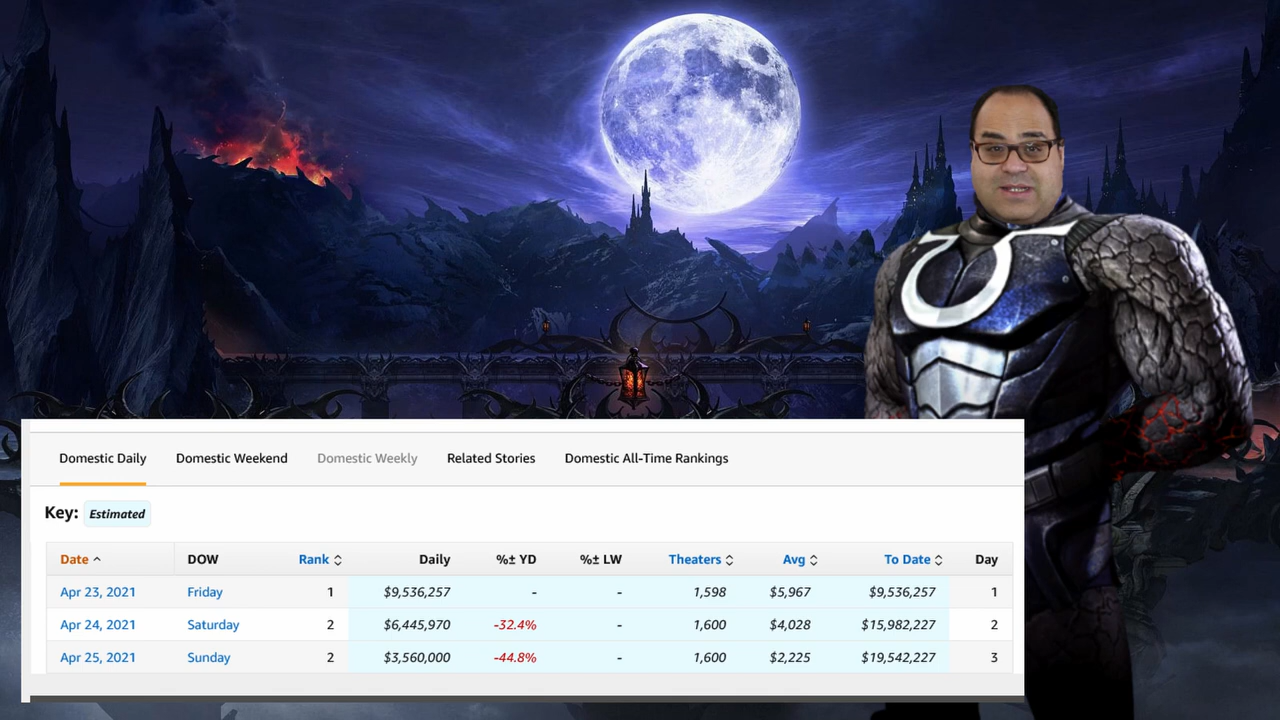 Domestic Daily Domestic Weekend Domestic Weekly Related Stories Domestic All-Time Rankings
Key: Estimated
Date DOW Rank Daily %± YD %± LW Theaters Avg To Date Day
Apr 23, 2021 Friday 1 $9,536,257 - - 1,598 $5,967 $9,536,257 1
Apr 24, 2021 Saturday 2 $6,445,970 -32.4% - 1,600 $4,028 $15,982,227 2
Apr 25, 2021 Sunday 2 $3,560,000 -44.8% - 1,600 $2,225 $19,542,227 3